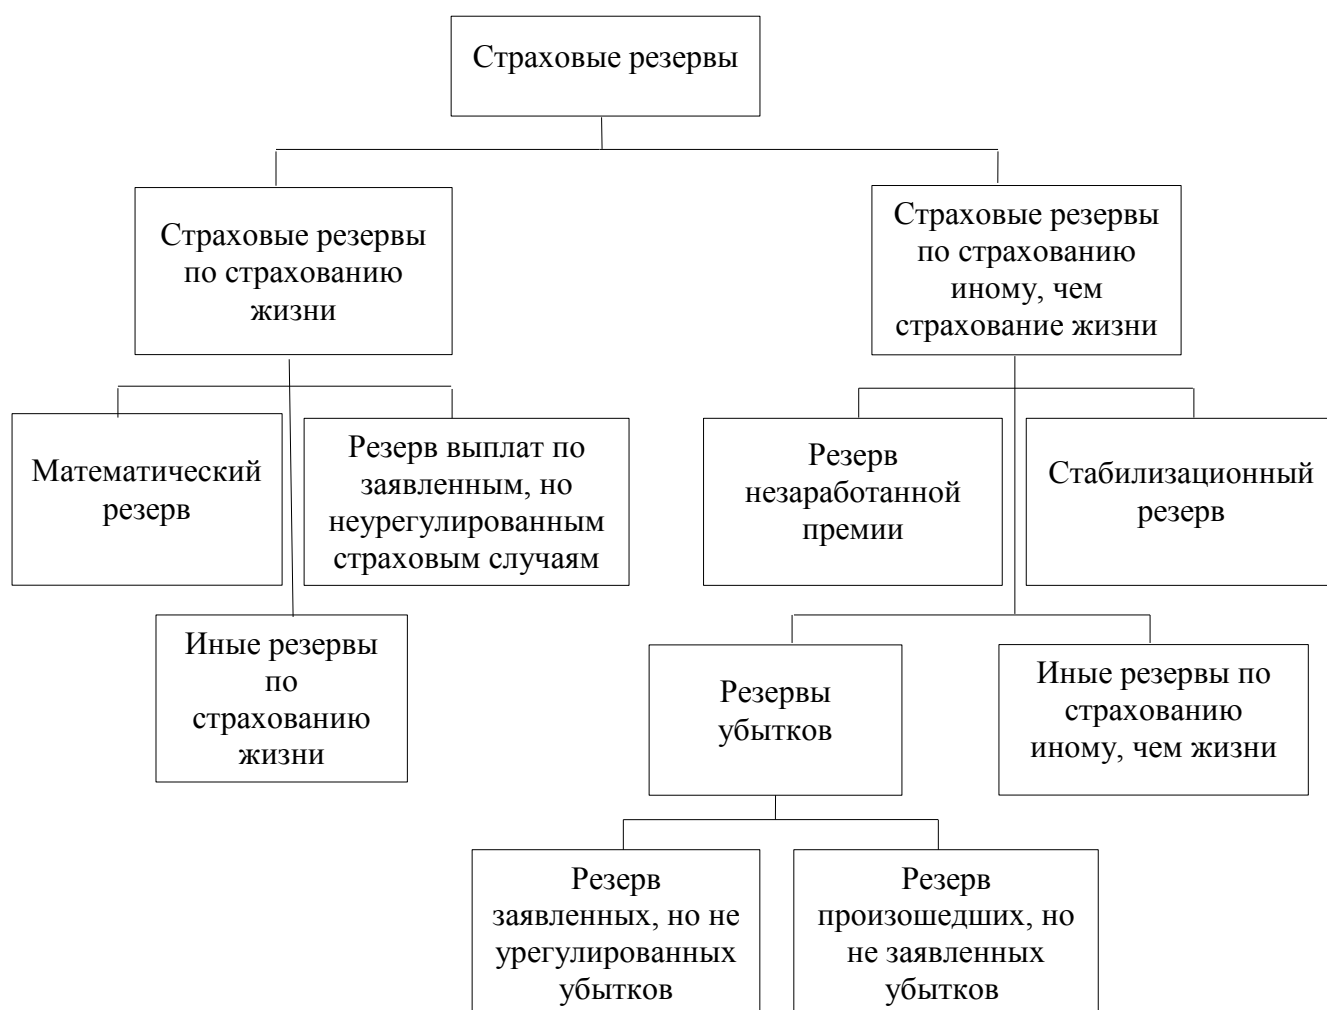 Страховые резервы
Страховые резервы
по страхованию
жизни
Страховые резервы
по страхованию
иному, чем
страхование жизни
Математический
резерв
Резерв выплат по
заявленным, но
неурегулированным
страховым случаям
Резерв
незаработанной
премии
Стабилизационный
резерв
Иные резервы
по
страхованию
жизни
Резервы
убытков
Иные резервы по
страхованию
иному, чем жизни
Резерв
заявленных, но не
урегулированных
убытков
Резерв
произошедших, но
не заявленных
убытков